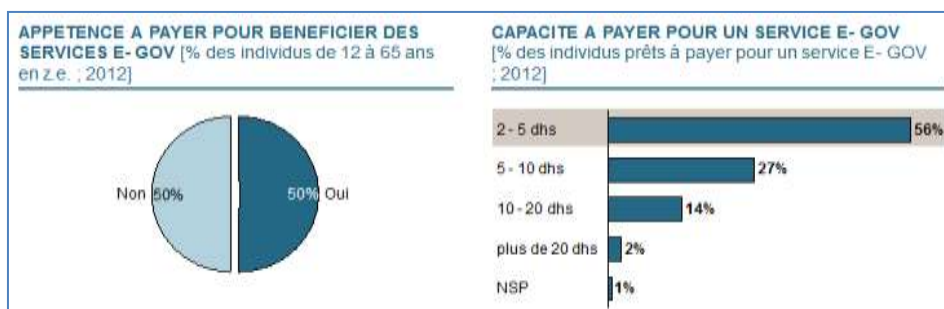 APPETENCE A PAYER POUR BENEFICIER DES
SERVICES E- GOV [% des individus de 12 à 65 ans
en z.e. ; 2012]
Non 50%
50% Oui
CAPACITE A PAYER POUR UN SERVICE E- GOV
[% des individus prêts à payer pour un service E- GOV
; 2012]
2 - 5 dhs 56%
5 - 10 dhs 27%
10 - 20 dhs 14%
plus de 20 dhs 2%
NSP 1%